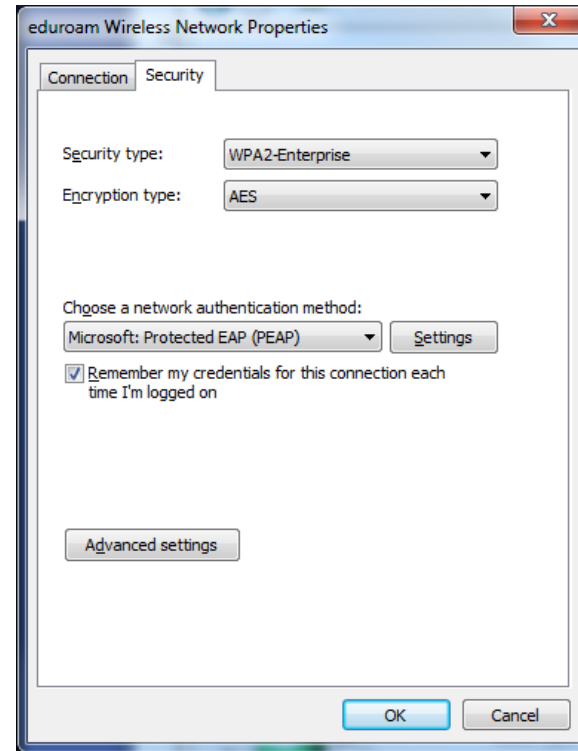 eduroam Wireless Network Properties
Connection
Security
Security type:
WPA2-Enterprise
Encryption type:
AES
Choose a network authentication method:
Microsoft: Protected EAP (PEAP)
Settings
Remember my credentials for this connection each
time I'm logged on
Advanced settings
OK
Cancel